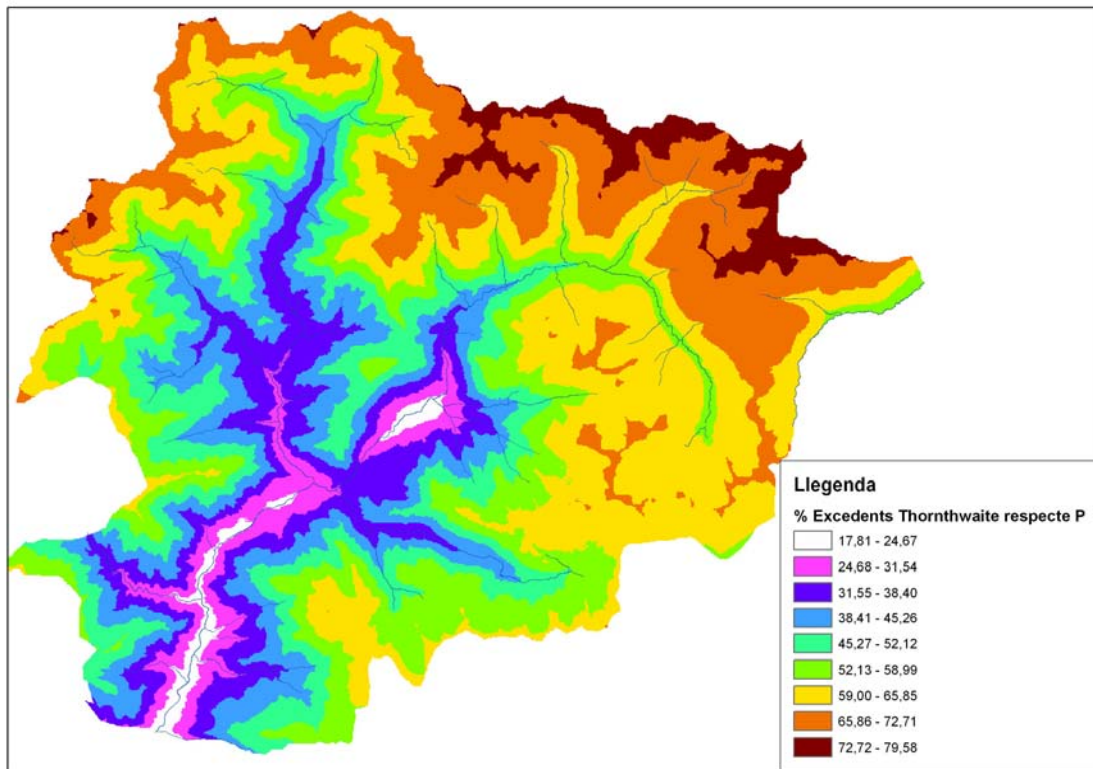 Llegenda
% Excedents Thornthwaite respecte P
17,81 - 24,67
24,68 - 31,54
31,55 - 38,40
38,41 - 45,26
45,27 - 52,12
52,13 - 58,99
59,00 - 65,85
65,86 - 72,71
72,72 - 79,58